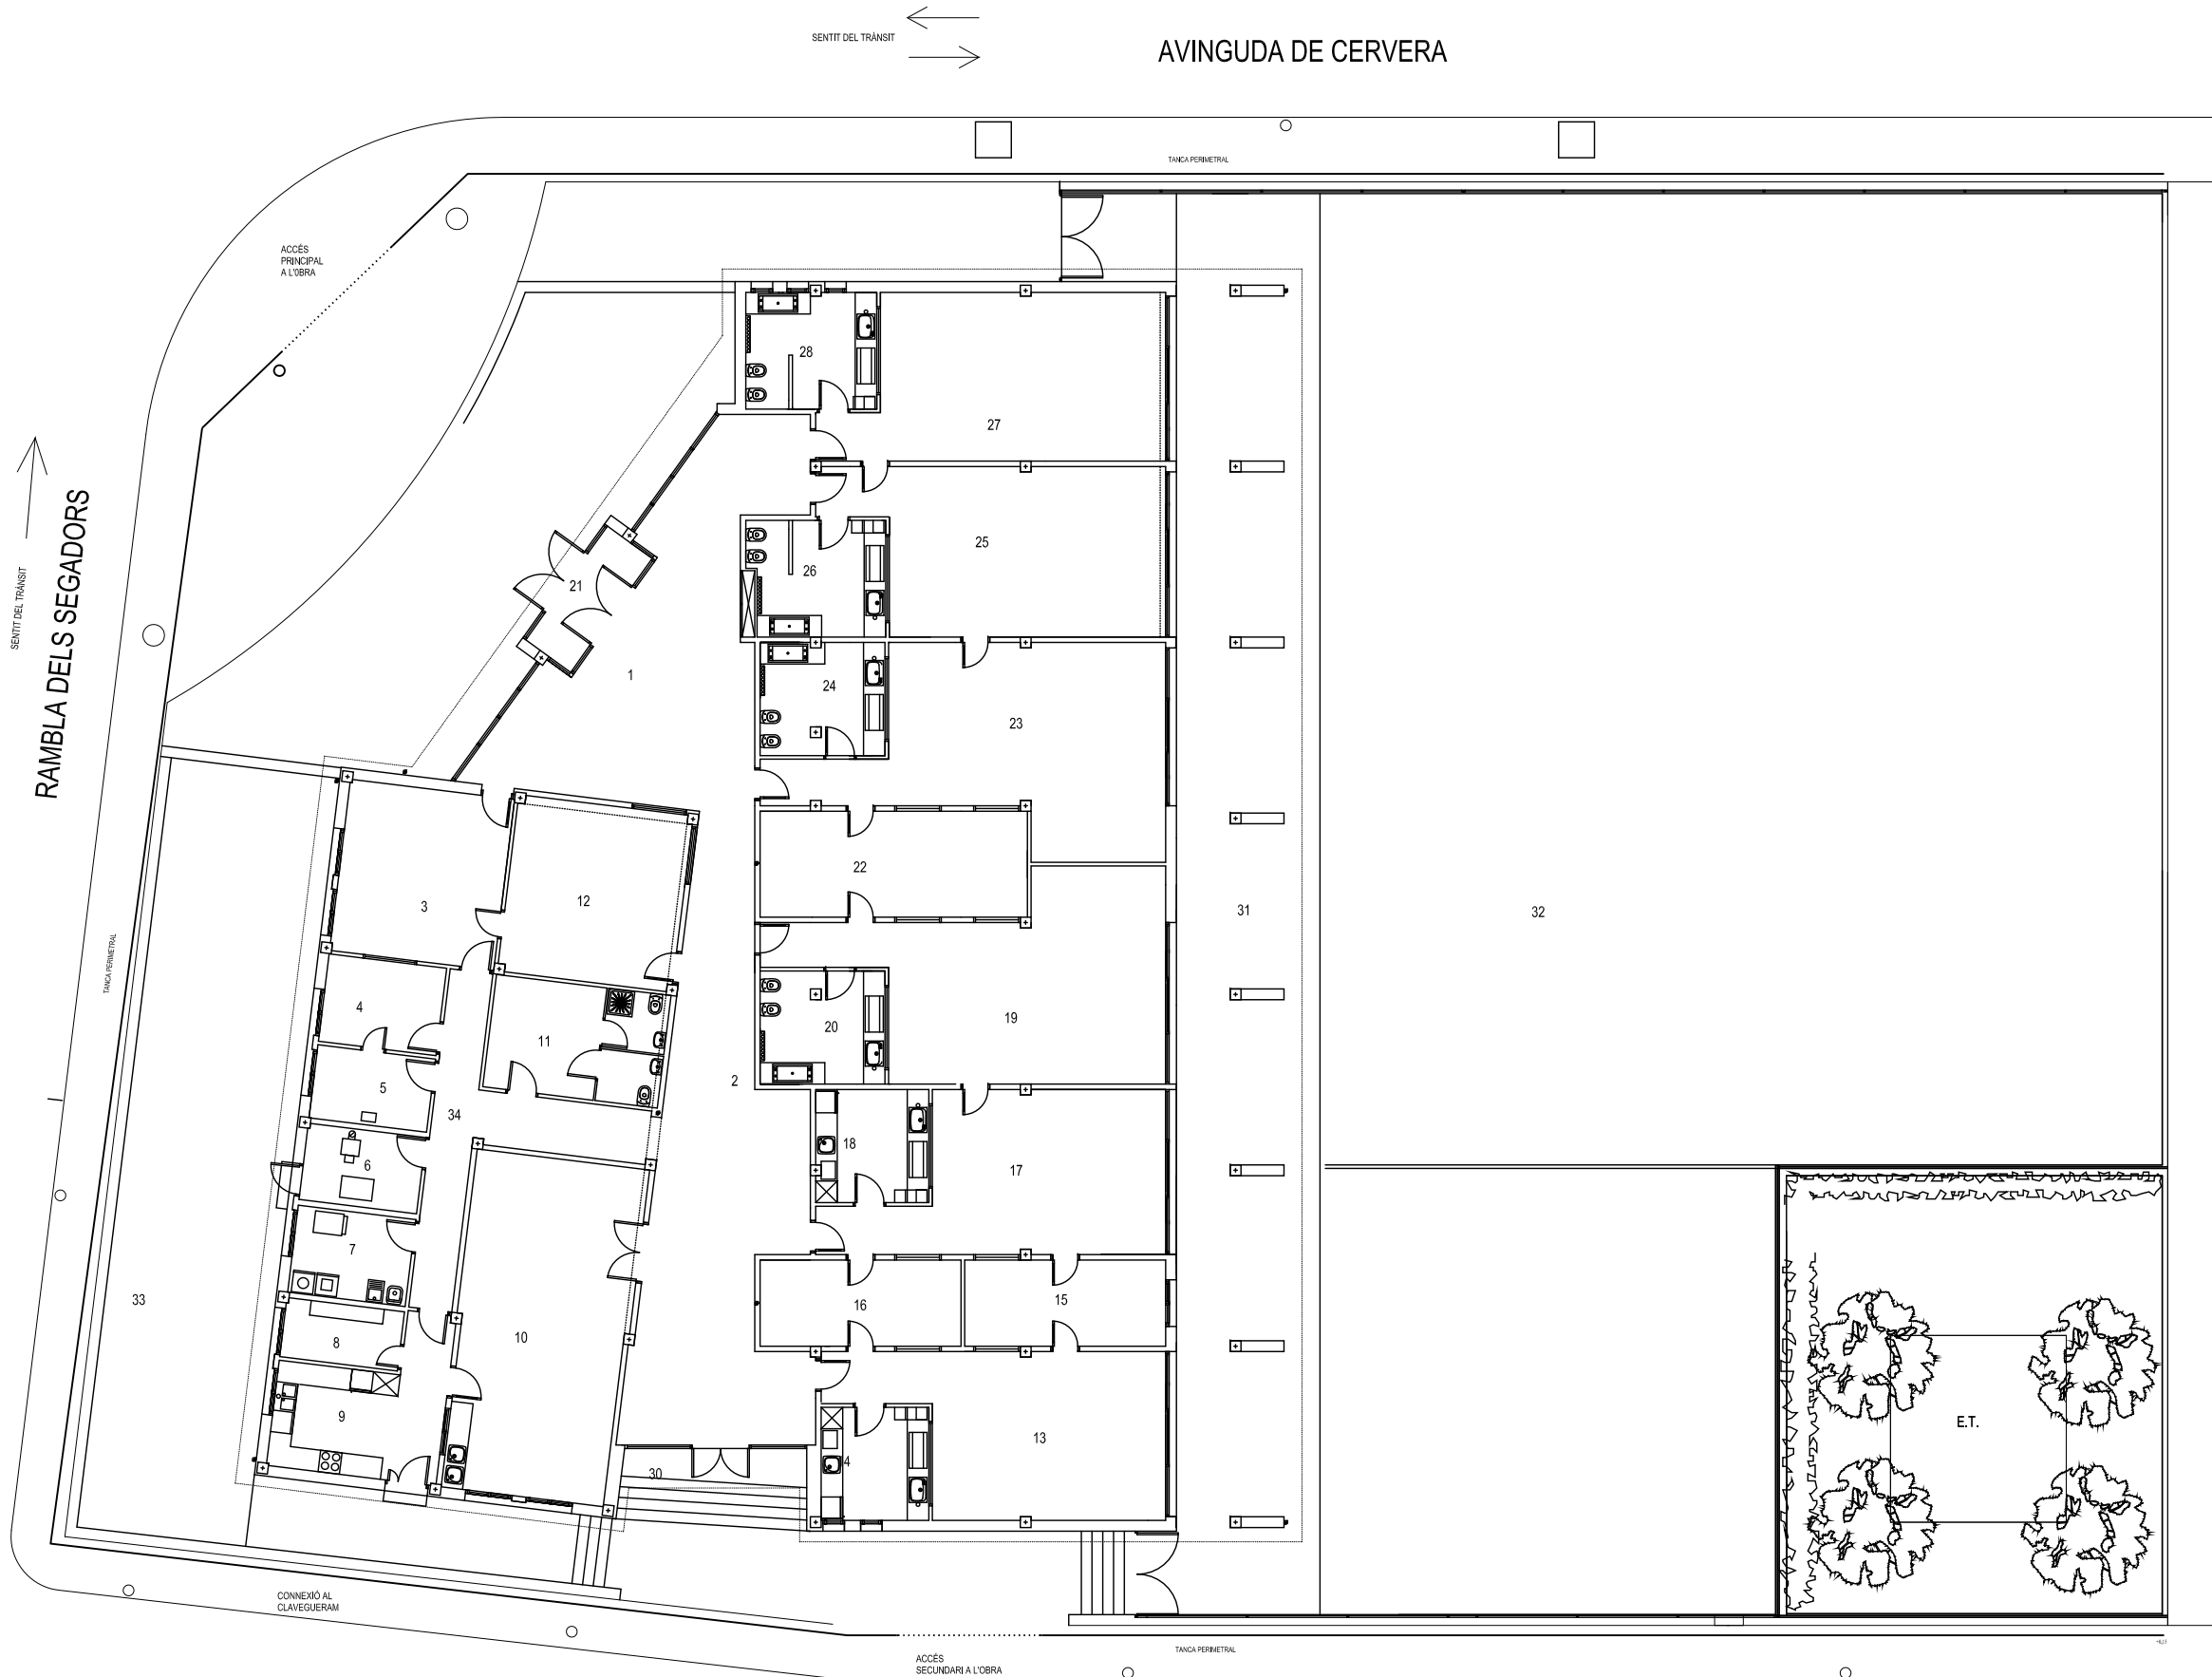 SENTIT DEL TRÀNSIT
AVINGUDA DE CERVERA
TANCA PERIMETRAL
ACCÉS
PRINCIPAL
A L'OBRA
28
27
25
26
21
24
1
23
SENTIT DEL TRÀNSIT
RAMBLA DELS SEGADORS
22
12
3
31
32
TANCA PERIMETRAL
4
11
20
19
5
2
34
18
6
17
7
33
16
15
8
10
9
E.T.
13
4
30
CONNEXIÓ AL
CLAVEGUERAM
TANCA PERIMETRAL
ACCÉS
SECUNDARI A L'OBRA